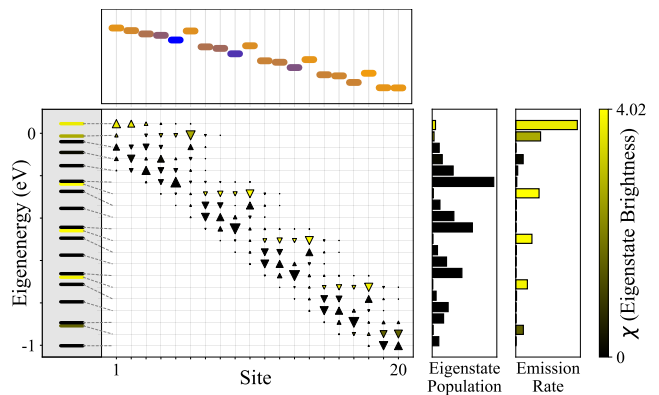 4.02
0
Eigenenergy (eV)
-1
1
20
Site
Eigenstate
Population
Emission
Rate
0
χ (Eigenstate Brightness)